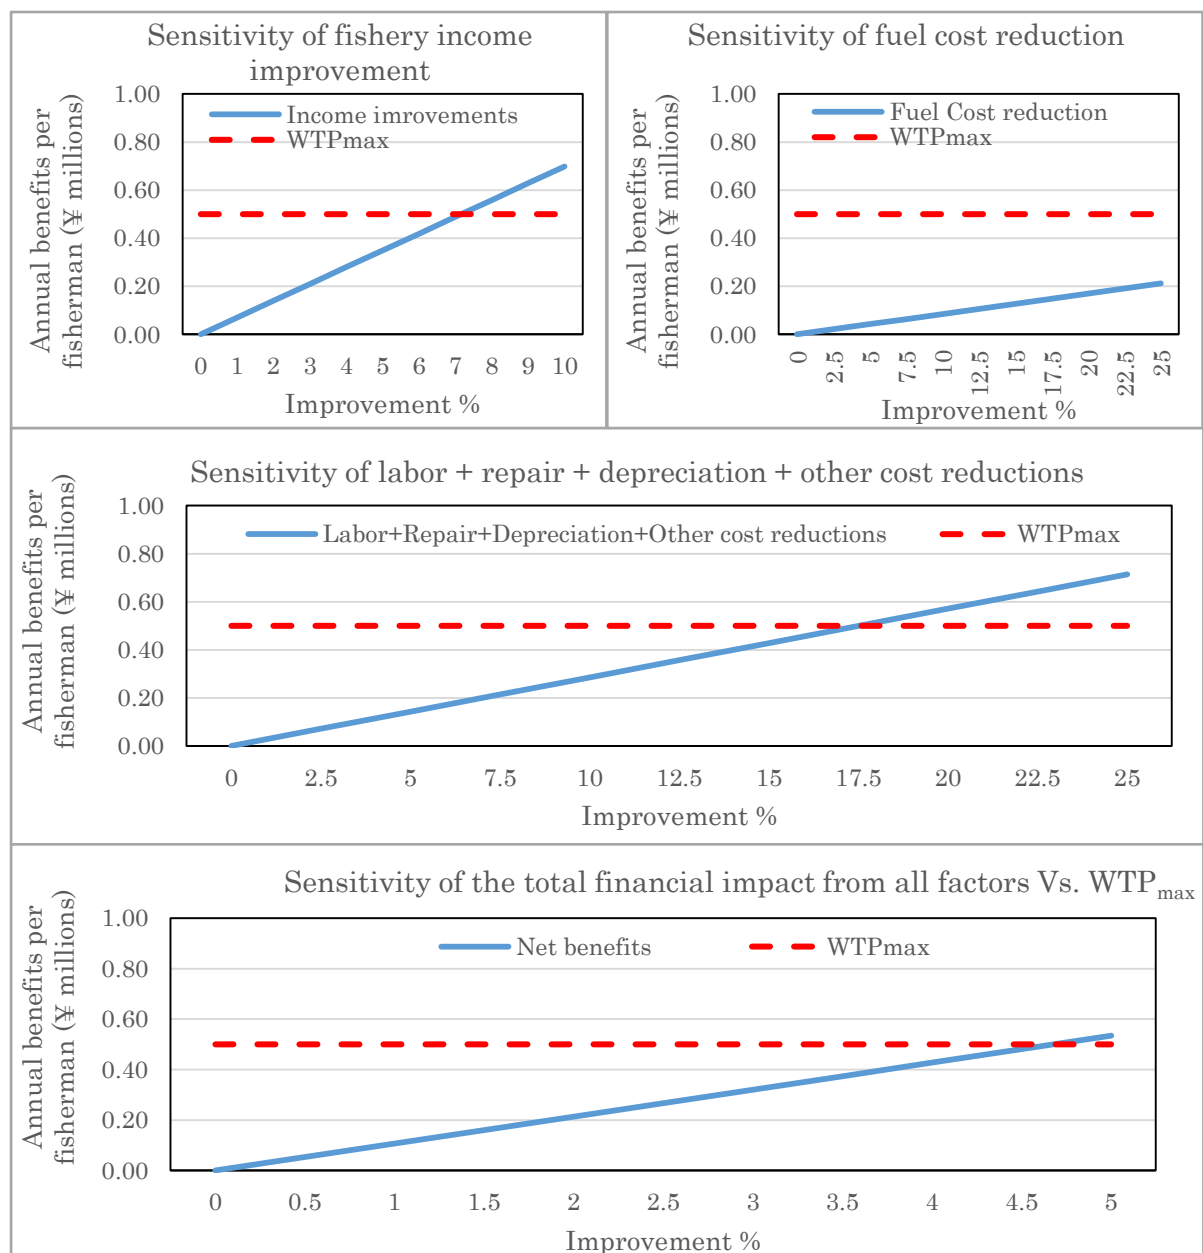 Sensitivity of fishery income
improvement
Annual benefits per
fisherman (¥ millions)
1.00
0.80
0.60
0.40
0.20
0.00
Income imrovements
WTPmax
0 1 2 3 4 5 6 7 8 9 10
Improvement %
Sensitivity of fuel cost reduction
Annual benefits per
fisherman (¥ millions)
1.00
0.80
0.60
0.40
0.20
0.00
Fuel Cost reduction
WTPmax
0 2.5 5 7.5 10 12.5 15 17.5 20 22.5 25
Improvement %
Sensitivity of labor + repair + depreciation + other cost reductions
Annual benefits per
fisherman (¥ millions)
1.00
0.80
0.60
0.40
0.20
0.00
Labor+Repair+Depreciation+Other cost reductions WTPmax
0 2.5 5 7.5 10 12.5 15 17.5 20 22.5 25
Improvement %
Sensitivity of the total financial impact from all factors Vs. WTPmax
Annual benefits per
fisherman (¥ millions)
1.00
0.80
0.60
0.40
0.20
0.00
Net benefits WTPmax
0 0.5 1 1.5 2 2.5 3 3.5 4 4.5 5
Improvement %